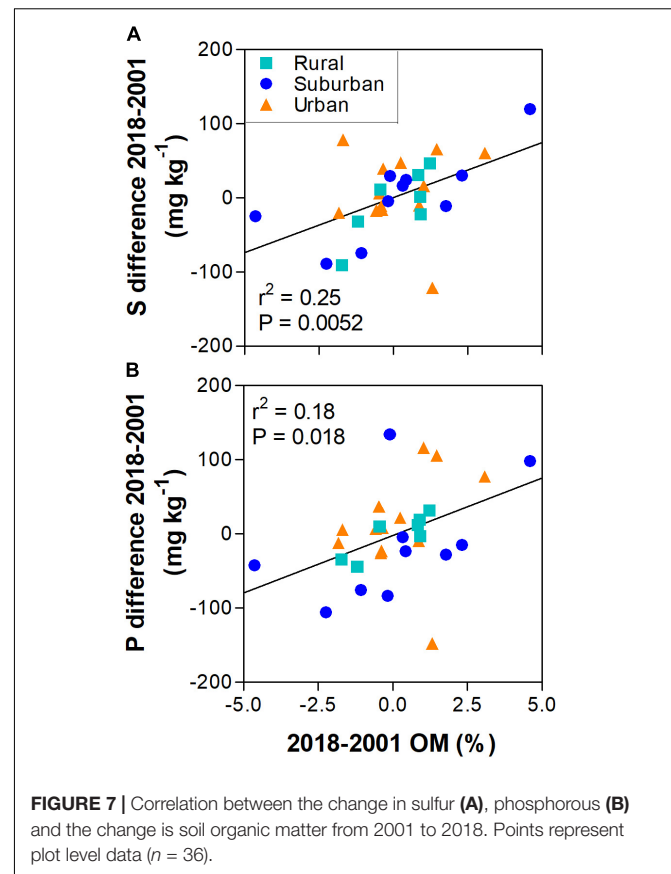 A
S difference 2018-2001
(mg kg⁻¹)
200
100
0
-100
-200
Rural
Suburban
Urban
r² = 0.25
P = 0.0052
B
P difference 2018-2001
(mg kg⁻¹)
200
100
0
-100
-200
r² = 0.18
P = 0.018
-5.0 -2.5 0.0 2.5 5.0
2018-2001 OM (%)
FIGURE 7 | Correlation between the change in sulfur (A), phosphorous (B)
and the change is soil organic matter from 2001 to 2018. Points represent
plot level data (n = 36).